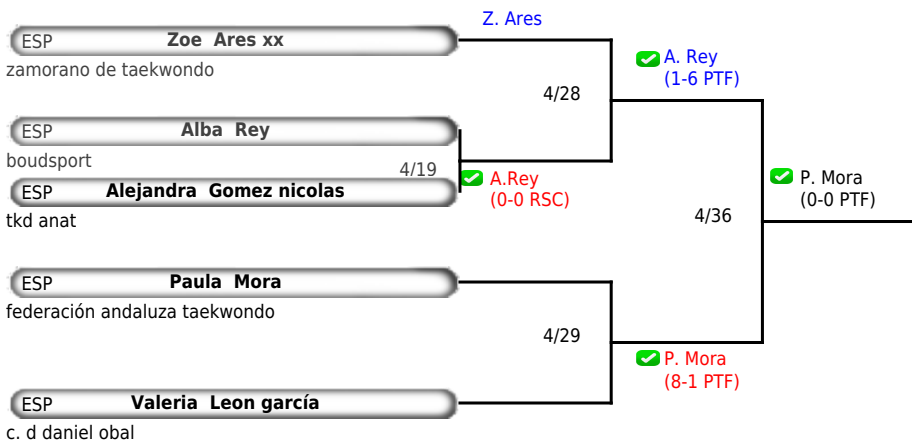 Z. Ares
ESP Zoe Ares xx
zamorano de taekwondo
A. Rey
(1-6 PTF)
4/28
ESP Alba Rey
boudsport
4/19
A.Rey
(0-0 RSC)
ESP Alejandra Gomez nicolas
tkd anat
P. Mora
(0-0 PTF)
4/36
ESP Paula Mora
federación andaluza taekwondo
4/29
P. Mora
(8-1 PTF)
ESP Valeria Leon garcía
c. d daniel obal